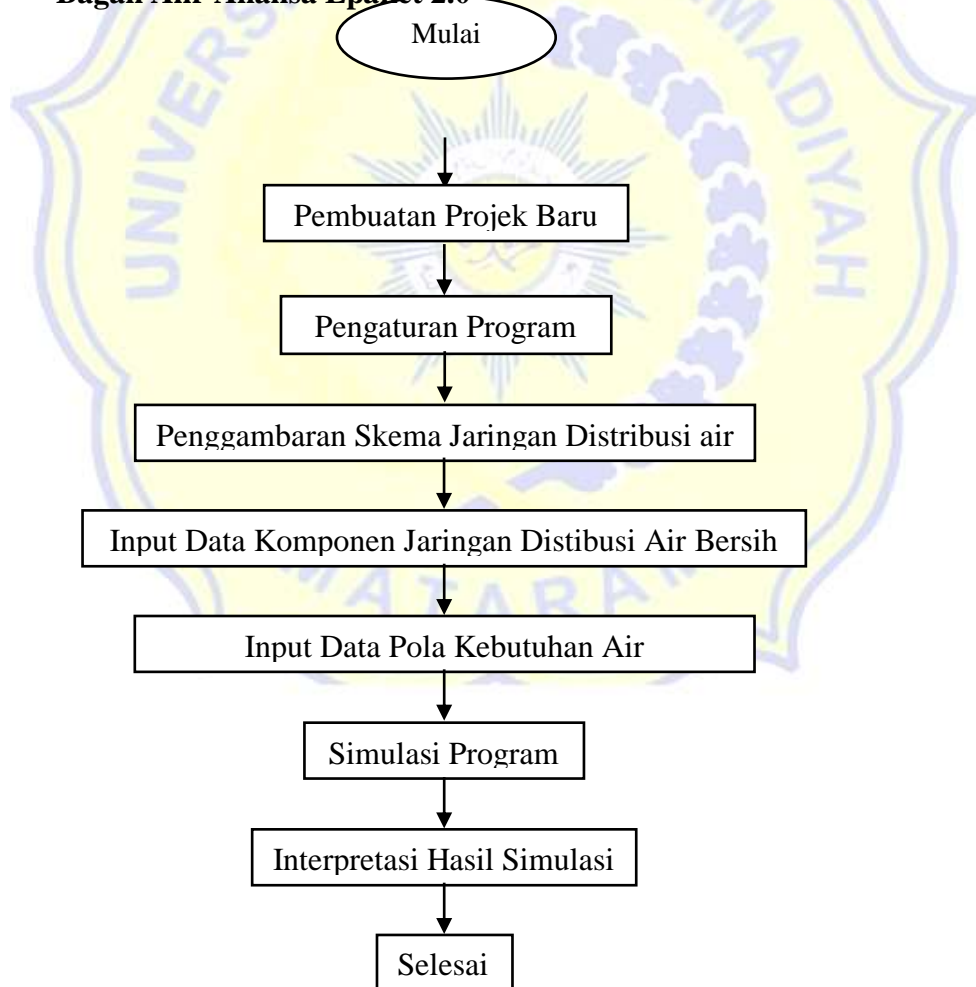 Bagan Alir Analisa Epanet 2.0
Mulai
Pembuatan Projek Baru
Pengaturan Program
Penggambaran Skema Jaringan Distribusi air
Input Data Komponen Jaringan Distibusi Air Bersih
Input Data Pola Kebutuhan Air
Simulasi Program
Interpretasi Hasil Simulasi
Selesai
MATARAM